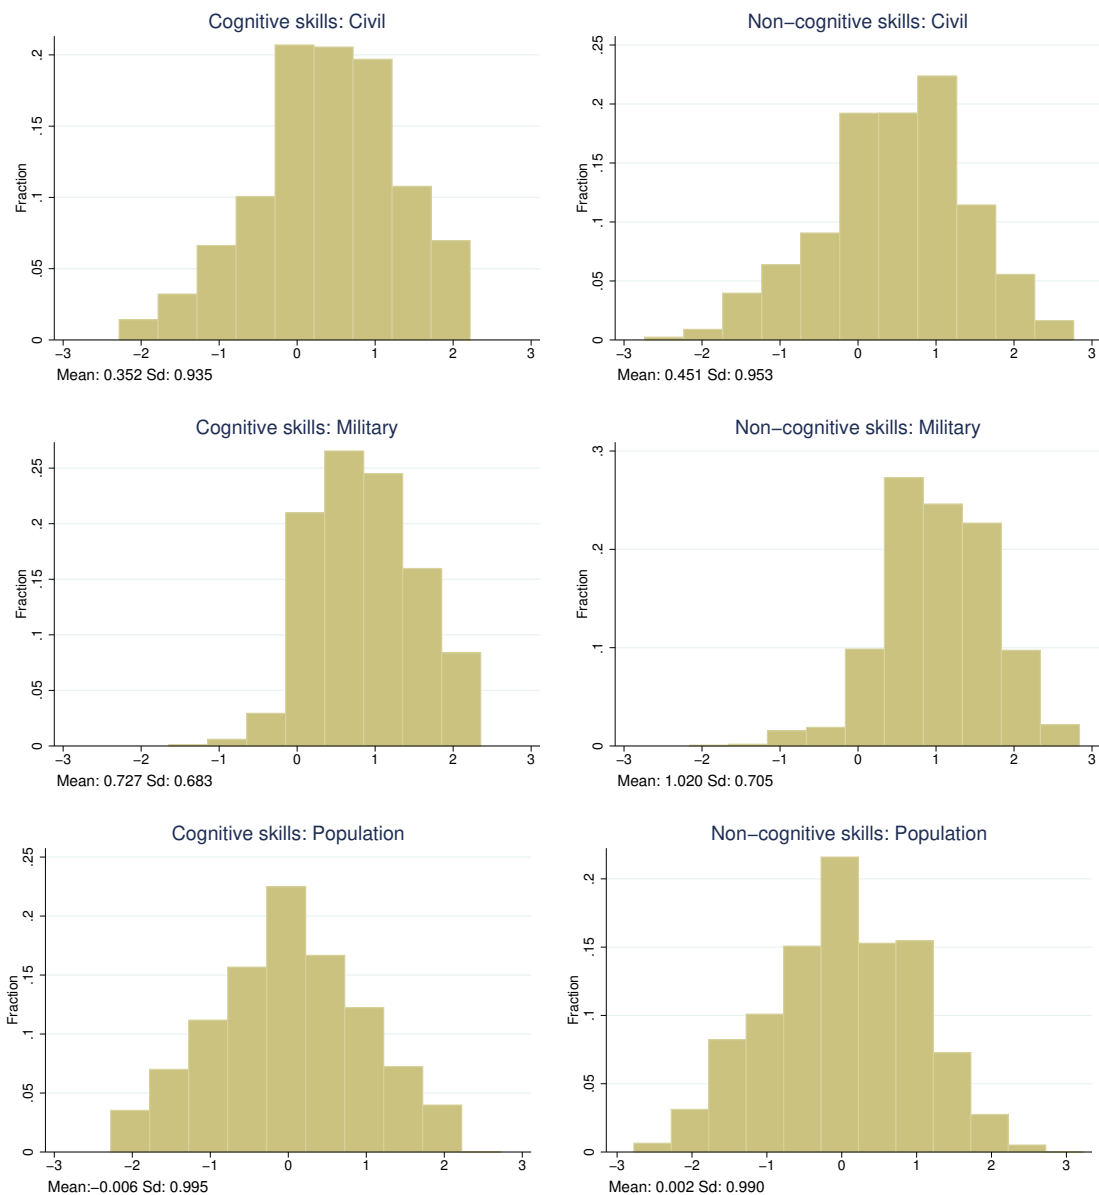 Cognitive skills: Civil
Fraction
.2
.15
.1
.05
0
−3 −2 −1 0 1 2 3
Mean: 0.352 Sd: 0.935
Non−cognitive skills: Civil
Fraction
.25
.2
.15
.1
.05
0
−3 −2 −1 0 1 2 3
Mean: 0.451 Sd: 0.953
Cognitive skills: Military
Fraction
.25
.2
.15
.1
.05
0
−3 −2 −1 0 1 2 3
Mean: 0.727 Sd: 0.683
Non−cognitive skills: Military
Fraction
.3
.2
.1
0
−3 −2 −1 0 1 2 3
Mean: 1.020 Sd: 0.705
Cognitive skills: Population
Fraction
.25
.2
.15
.1
.05
0
−3 −2 −1 0 1 2 3
Mean:−0.006 Sd: 0.995
Non−cognitive skills: Population
Fraction
.2
.15
.1
.05
0
−3 −2 −1 0 1 2 3
Mean: 0.002 Sd: 0.990